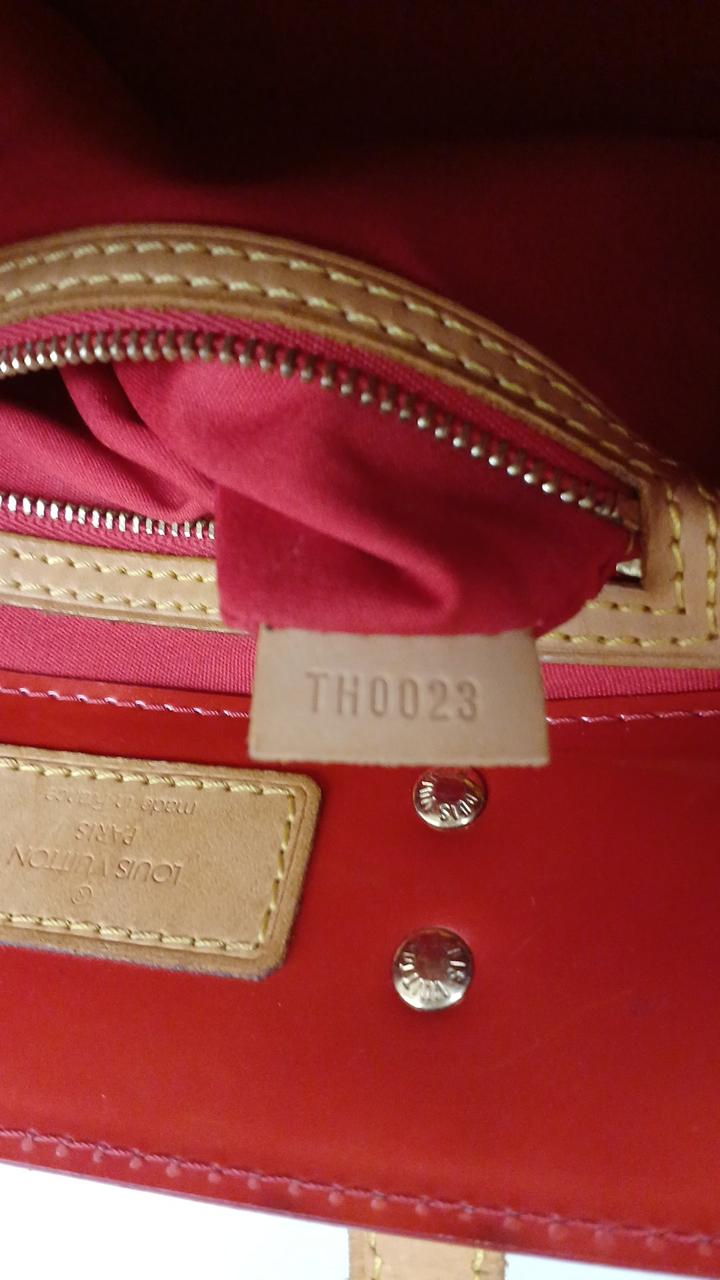 TH0023
LOUIS VUITTON
PARIS
made in France